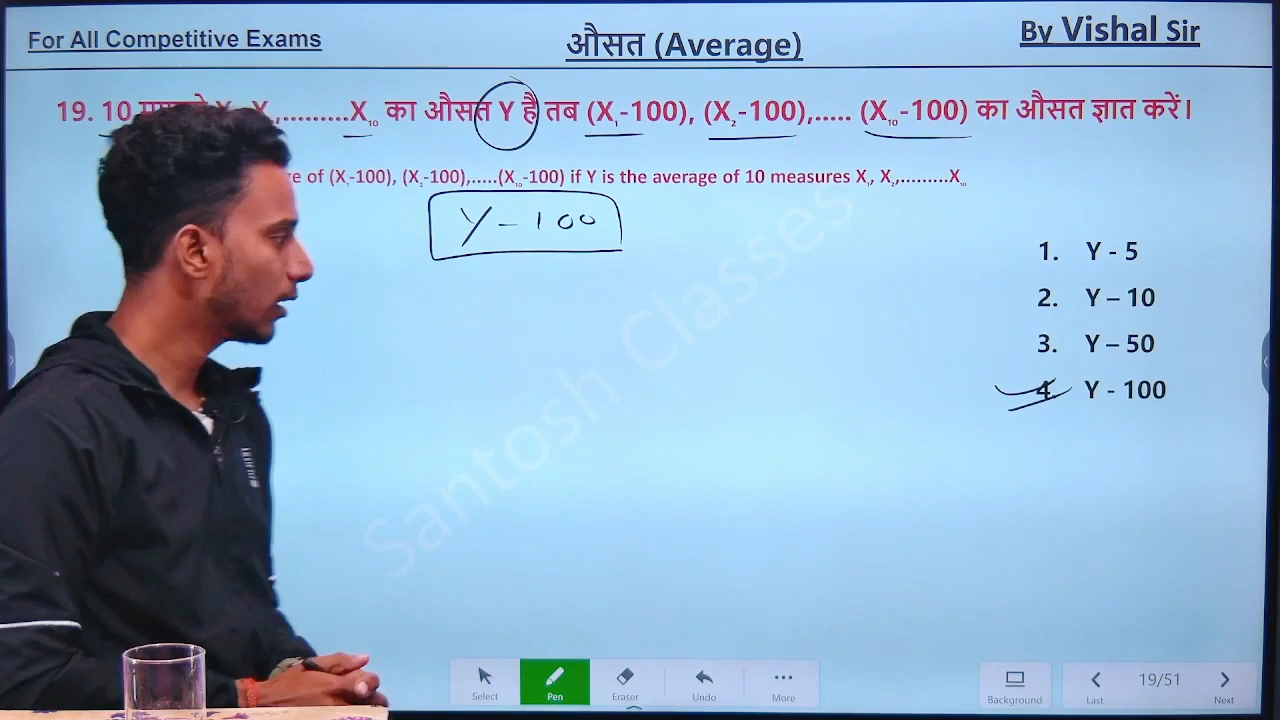 For All Competitive Exams
औसत (Average)
By Vishal Sir
19. 10 X₁₀ का औसत Y है तब (X₁-100), (X₂-100),..... (X₁₀-100) का औसत ज्ञात करें।
of (X₁-100), (X₂-100),.....(X₁₀-100) if Y is the average of 10 measures X₁, X₂,.........X₁₀
Y - 100
1. Y - 5
2. Y – 10
3. Y – 50
4. Y - 100
Santosh Classes
Select
Pen
Eraser
Undo
More
Background
Last
19/51
Next